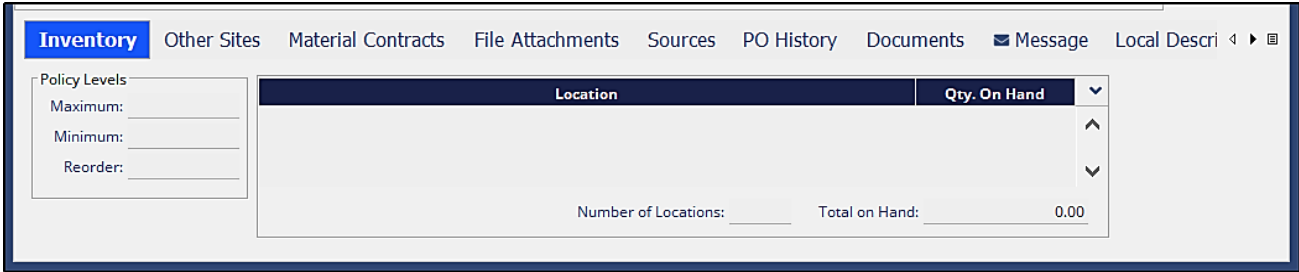 Inventory Other Sites Material Contracts File Attachments Sources PO History Documents Message Local Descri
Policy Levels
Maximum:
Minimum:
Reorder:
Location Qty. On Hand
Number of Locations: Total on Hand: 0.00